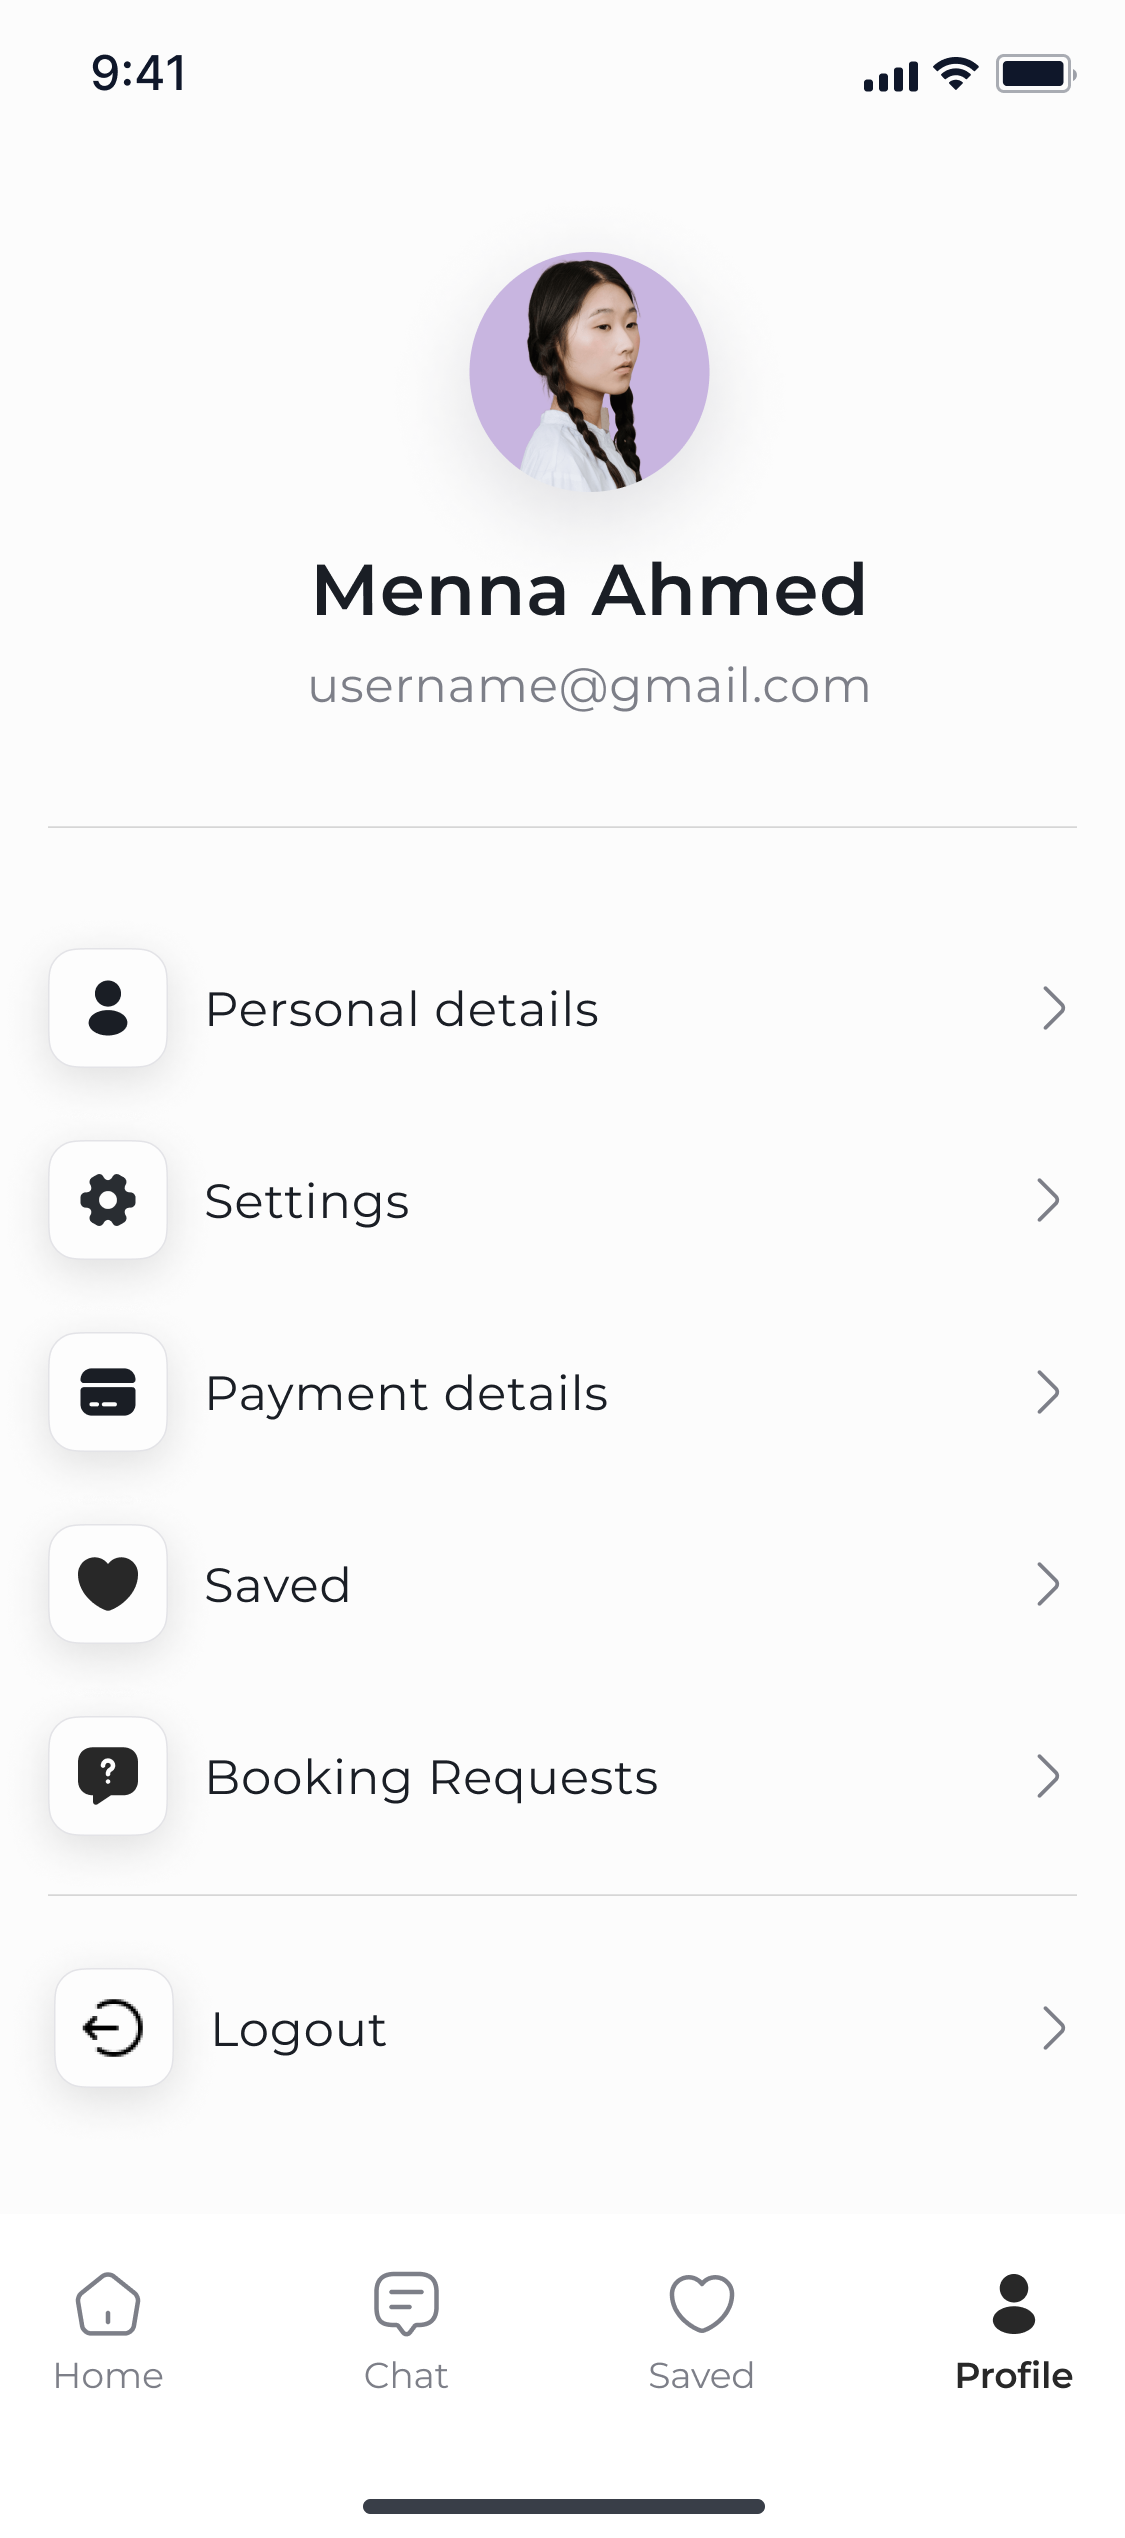 9:41
Menna Ahmed
username@gmail.com
Personal details
Settings
Payment details
Saved
Booking Requests
Logout
Home
Chat
Saved
Profile